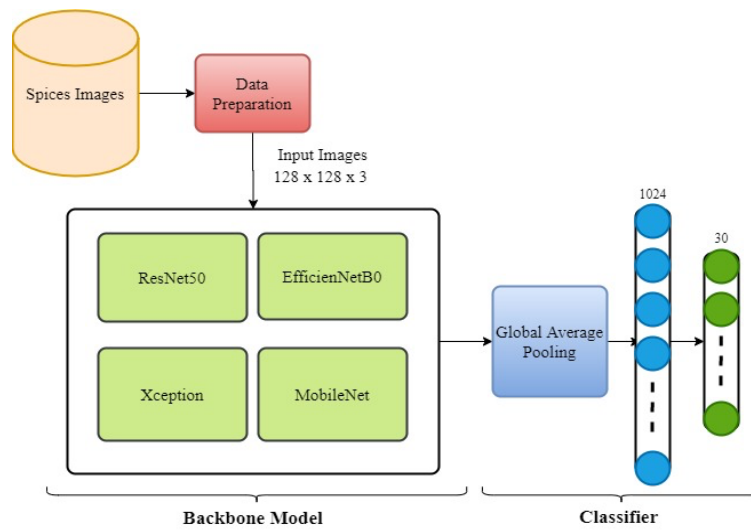 Spices Images
Data
Preparation
Input Images
128 x 128 x 3
ResNet50
EfficienNetB0
Xception
MobileNet
Global Average
Pooling
1024
30
Backbone Model
Classifier